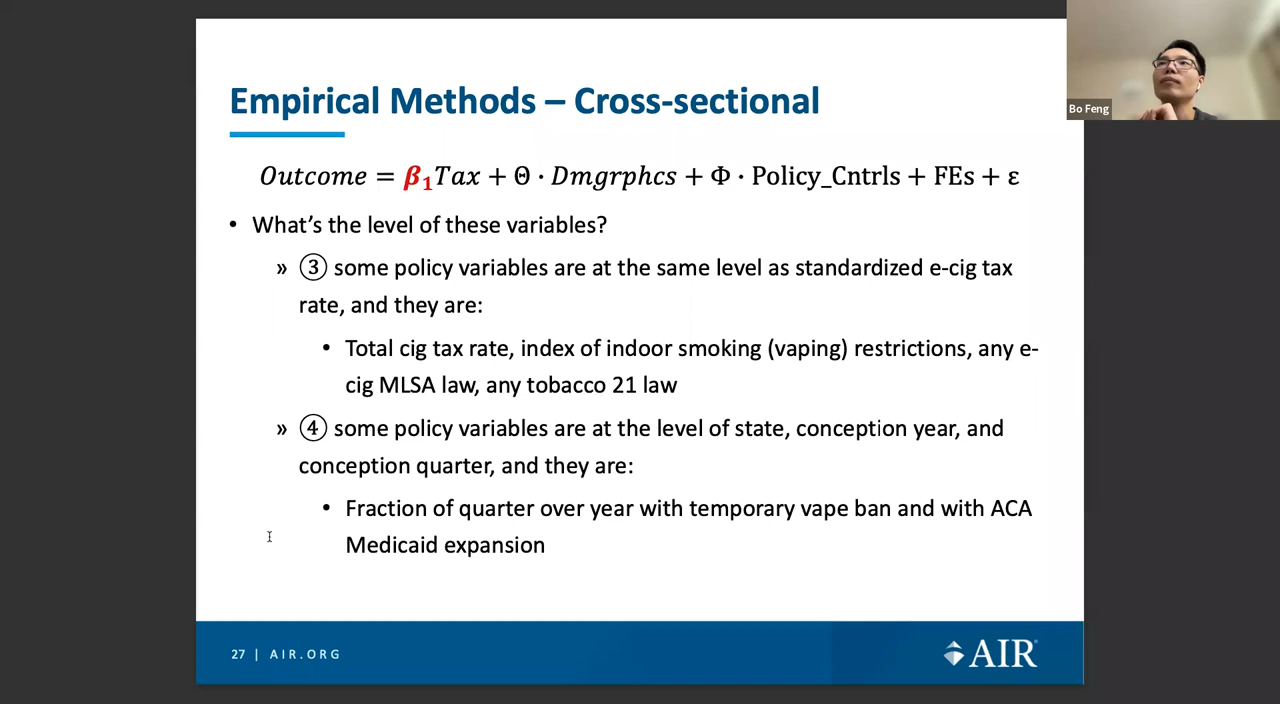 Empirical Methods – Cross-sectional
Outcome = β₁Tax + Θ · Dmgrphcs + Φ · Policy_Cntrls + FEs + ε
• What’s the level of these variables?
» ③ some policy variables are at the same level as standardized e-cig tax
rate, and they are:
• Total cig tax rate, index of indoor smoking (vaping) restrictions, any e-
cig MLSA law, any tobacco 21 law
» ④ some policy variables are at the level of state, conception year, and
conception quarter, and they are:
• Fraction of quarter over year with temporary vape ban and with ACA
Medicaid expansion
27 | AIR.ORG
AIR
Bo Feng